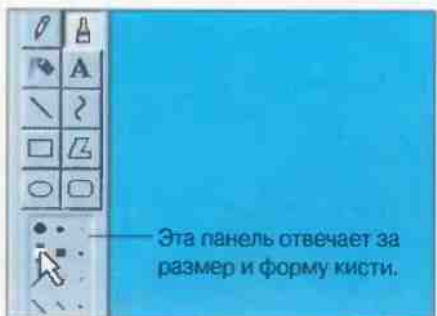 A
Эта панель отвечает за
размер и форму кисти.